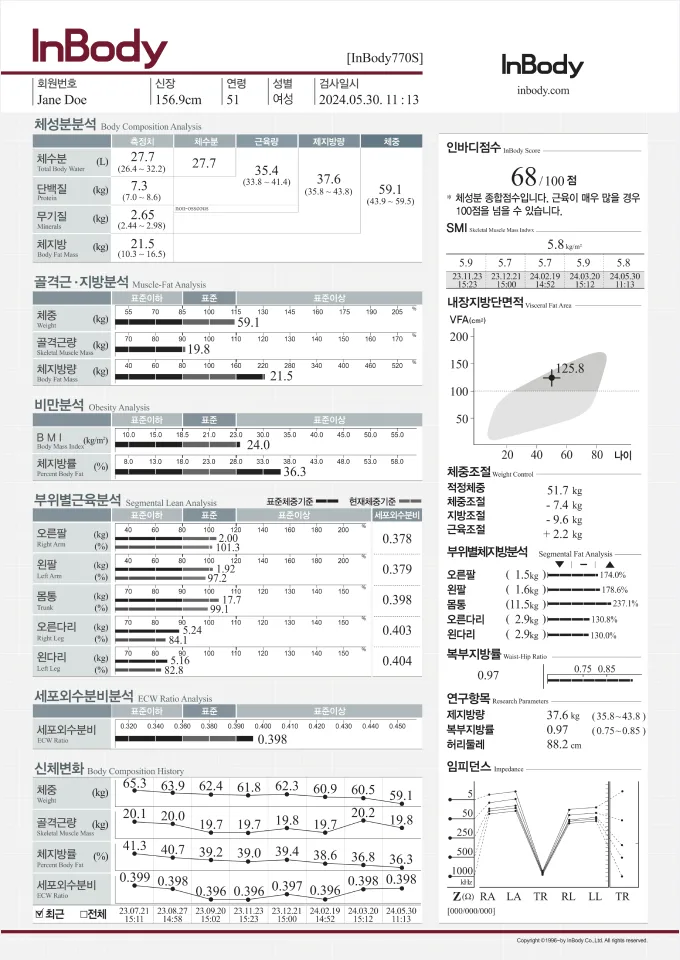 InBody
[InBody770S]
InBody
inbody.com
회원번호 신장 연령 성별 검사일시
Jane Doe 156.9cm 51 여성 2024.05.30. 11:13
체성분분석 Body Composition Analysis
측정치 체수분 근육량 제지방량 체중
체수분 Total Body Water (L) 27.7 (26.4 ~ 32.2) 27.7 35.4 (33.8 ~ 41.4) 37.6 (35.8 ~ 43.8) 59.1 (43.9 ~ 59.5)
단백질 Protein (kg) 7.3 (7.0 ~ 8.6)
무기질 Minerals (kg) 2.65 (2.44 ~ 2.98) non-osseous
체지방 Body Fat Mass (kg) 21.5 (10.3 ~ 16.5)
골격근·지방분석 Muscle-Fat Analysis
표준이하 표준 표준이상
체중 Weight (kg) 55 70 85 100 115 130 145 160 175 190 205 %
59.1
골격근량 Skeletal Muscle Mass (kg) 70 80 90 100 110 120 130 140 150 160 170 %
19.8
체지방량 Body Fat Mass (kg) 40 60 80 100 160 220 280 340 400 460 520 %
21.5
비만분석 Obesity Analysis
표준이하 표준 표준이상
B M I Body Mass Index (kg/m²) 10.0 15.0 18.5 21.0 23.0 30.0 35.0 40.0 45.0 50.0 55.0
24.0
체지방률 Percent Body Fat (%) 8.0 13.0 18.0 23.0 28.0 33.0 38.0 43.0 48.0 53.0 58.0
36.3
부위별근육분석 Segmental Lean Analysis 표준체중기준 현재체중기준
표준이하 표준 표준이상 세포외수분비
오른팔 Right Arm (kg) (%) 40 60 80 100 120 140 160 180 200 %
2.00
101.3
0.378
왼팔 Left Arm (kg) (%) 40 60 80 100 120 140 160 180 200 %
1.92
97.2
0.379
몸통 Trunk (kg) (%) 70 80 90 100 110 120 130 140 150 %
17.7
99.1
0.398
오른다리 Right Leg (kg) (%) 70 80 90 100 110 120 130 140 150 %
5.24
84.1
0.403
왼다리 Left Leg (kg) (%) 70 80 90 100 110 120 130 140 150 %
5.16
82.8
0.404
세포외수분비분석 ECW Ratio Analysis
표준이하 표준 표준이상
세포외수분비 ECW Ratio 0.320 0.340 0.360 0.380 0.390 0.400 0.410 0.420 0.430 0.440 0.450
0.398
신체변화 Body Composition History
체중 Weight (kg) 65.3 63.9 62.4 61.8 62.3 60.9 60.5 59.1
골격근량 Skeletal Muscle Mass (kg) 20.1 20.0 19.7 19.7 19.8 19.7 20.2 19.8
체지방률 Percent Body Fat (%) 41.3 40.7 39.2 39.0 39.4 38.6 36.8 36.3
세포외수분비 ECW Ratio 0.399 0.398 0.396 0.396 0.397 0.396 0.398 0.398
최근 전체 23.07.21 23.08.27 23.09.20 23.11.23 23.12.21 24.02.19 24.03.20 24.05.30
15:11 14:58 15:02 15:23 15:00 14:52 15:12 11:13
인바디점수 InBody Score
68/100 점
* 체성분 종합점수입니다. 근육이 매우 많을 경우
100점을 넘을 수 있습니다.
SMI Skeletal Muscle Mass Indwx
5.8 kg/m²
5.9 5.7 5.7 5.9 5.8
23.11.23 23.12.21 24.02.19 24.03.20 24.05.30
15:23 15:00 14:52 15:12 11:13
내장지방단면적 Visceral Fat Area
VFA(cm²)
200
150
125.8
100
50
20 40 60 80 나이
체중조절 Weight Control
적정체중 51.7 kg
체중조절 - 7.4 kg
지방조절 - 9.6 kg
근육조절 + 2.2 kg
부위별체지방분석 Segmental Fat Analysis
▼ − ▲
오른팔 ( 1.5kg ) 174.0%
왼팔 ( 1.6kg ) 178.6%
몸통 (11.5kg ) 237.1%
오른다리 ( 2.9kg ) 130.8%
왼다리 ( 2.9kg ) 130.0%
복부지방률 Waist-Hip Ratio
0.97 0.75 0.85
연구항목 Research Parameters
제지방량 37.6 kg (35.8~43.8)
복부지방률 0.97 (0.75~0.85)
허리둘레 88.2 cm
임피던스 Impedance
5
50
250
500
1000
kHz
Z(Ω) RA LA TR RL LL TR
[000/000/000]
Copyright ©1996~by InBody Co.,Ltd. All rights reserved.